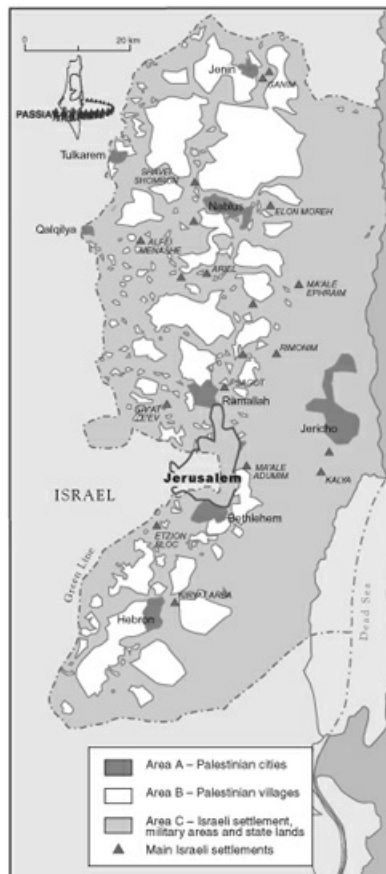 0
20 km
Jenin
GANIM
PASSIA
Tulkarem
SHAVEI
SHOMRON
Nablus
ELON MOREH
Qalqilya
ALFEI
MENASHE
ARIEL
MA'ALE
EPHRAIM
RIMONIM
PSAGOT
Ramallah
GIV'AT
ZE'EV
Jericho
Jerusalem
MA'ALE
ADUMIM
KALYA
ISRAEL
Bethlehem
ETZION
BLOC
Green Line
KIRYAT ARBA
Hebron
Dead Sea
Area A – Palestinian cities
Area B – Palestinian villages
Area C – Israeli settlement,
military areas and state lands
Main Israeli settlements